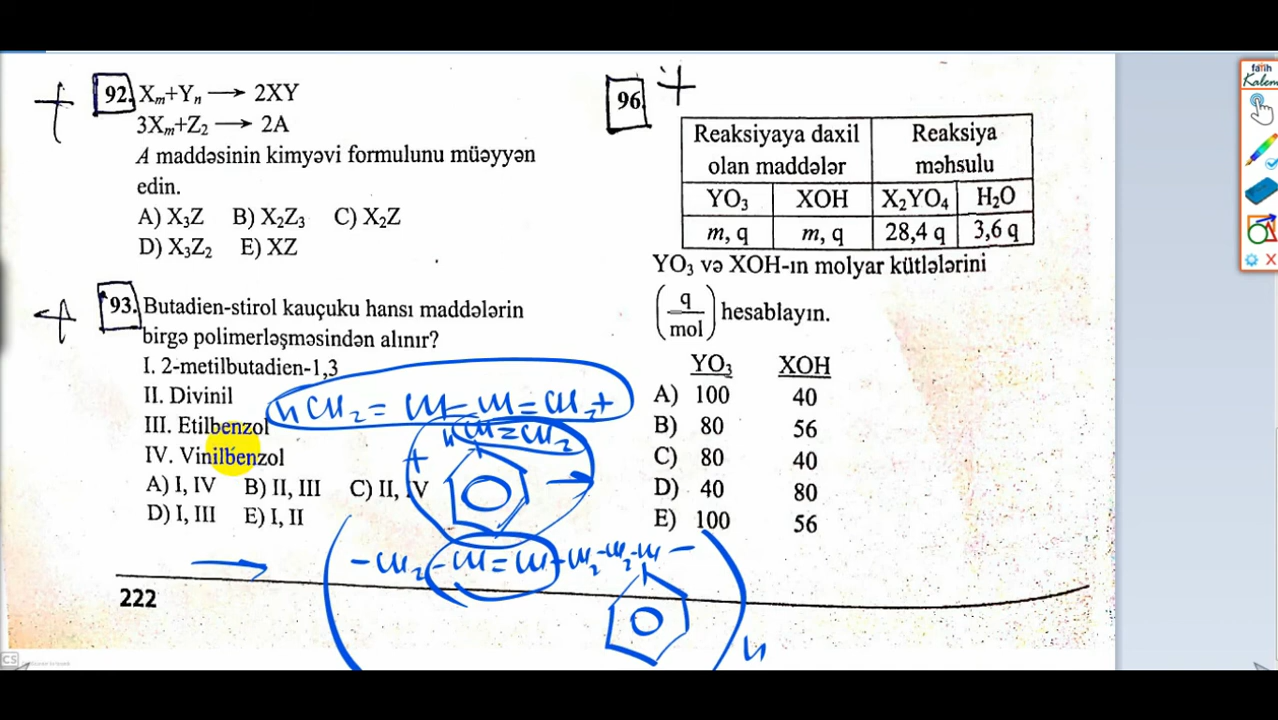 92. Xm+Yn → 2XY
3Xm+Z2 → 2A
A maddəsinin kimyəvi formulunu müəyyən
edin.
A) X3Z B) X2Z3 C) X2Z
D) X3Z2 E) XZ
93. Butadien-stirol kauçuku hansı maddələrin
birgə polimerləşməsindən alınır?
I. 2-metilbutadien-1,3
II. Divinil
III. Etilbenzol
IV. Vinilbenzol
A) I, IV B) II, III C) II, IV
D) I, III E) I, II
nCH2=CH-CH=CH2+
nCH=CH2
+ →
→ -CH2-CH=CH-CH2-CH2-CH-
n
222
96.
Reaksiyaya daxil olan maddələr Reaksiya məhsulu
YO3 XOH X2YO4 H2O
m, q m, q 28,4 q 3,6 q
YO3 və XOH-ın molyar kütlələrini
(q/mol) hesablayın.
YO3 XOH
A) 100 40
B) 80 56
C) 80 40
D) 40 80
E) 100 56
fatih
Kalem
CS